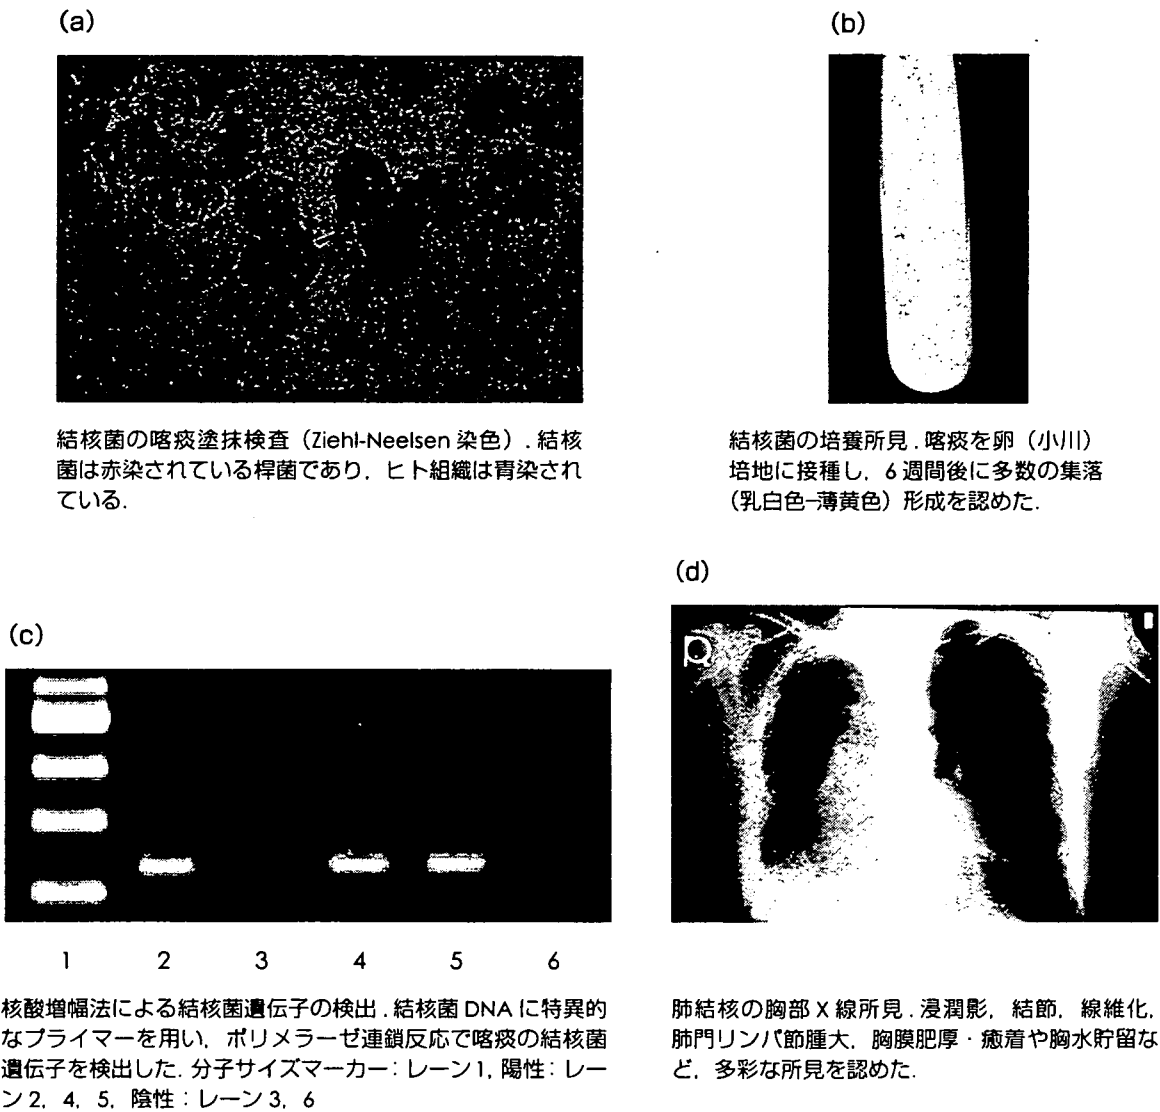 (a)
(b)
結核菌の喀痰塗抹検査（Ziehl-Neelsen 染色）．結核
菌は赤染されている桿菌であり，ヒト組織は青染され
ている．
結核菌の培養所見．喀痰を卵（小川）
培地に接種し，6 週間後に多数の集落
（乳白色-薄黄色）形成を認めた．
(c)
1 2 3 4 5 6
核酸増幅法による結核菌遺伝子の検出．結核菌 DNA に特異的
なプライマーを用い，ポリメラーゼ連鎖反応で喀痰の結核菌
遺伝子を検出した．分子サイズマーカー：レーン 1，陽性：レー
ン 2，4，5，陰性：レーン 3，6
(d)
R
肺結核の胸部 X 線所見．浸潤影，結節，線維化，
肺門リンパ節腫大，胸膜肥厚・癒着や胸水貯留な
ど，多彩な所見を認めた．